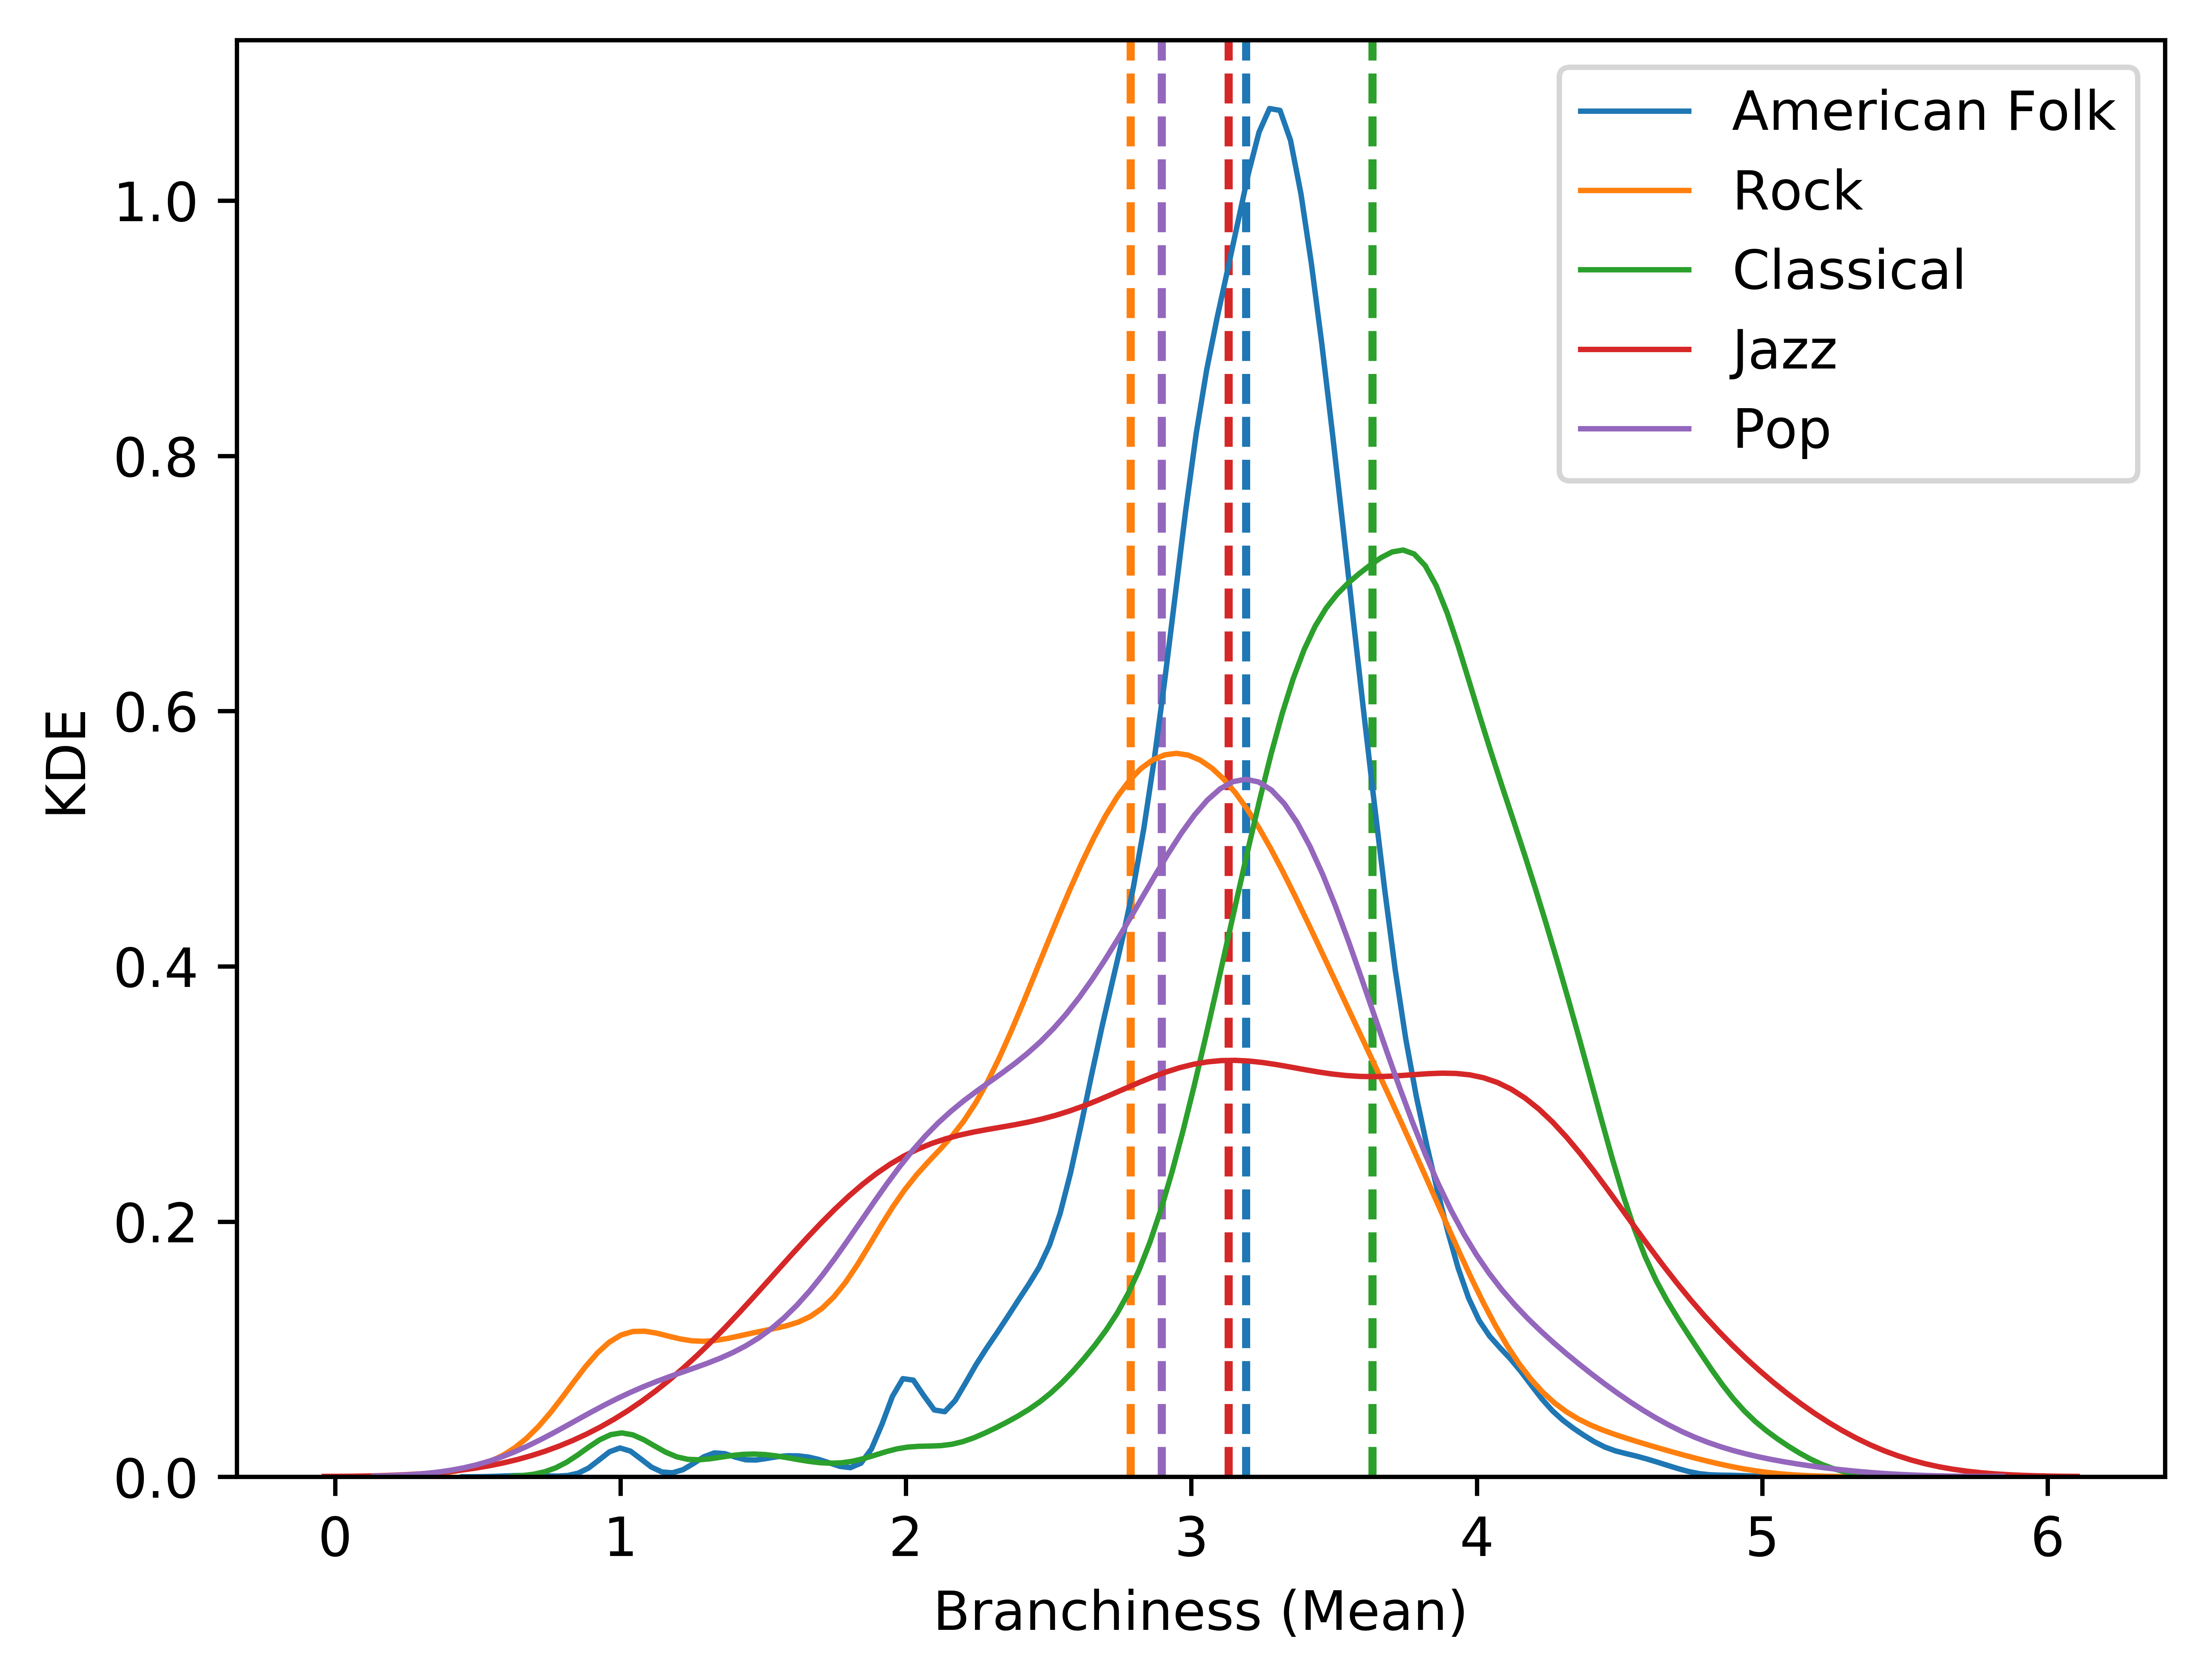 American Folk
Rock
Classical
Jazz
Pop
1.0
0.8
0.6
0.4
0.2
0.0
KDE
0 1 2 3 4 5 6
Branchiness (Mean)